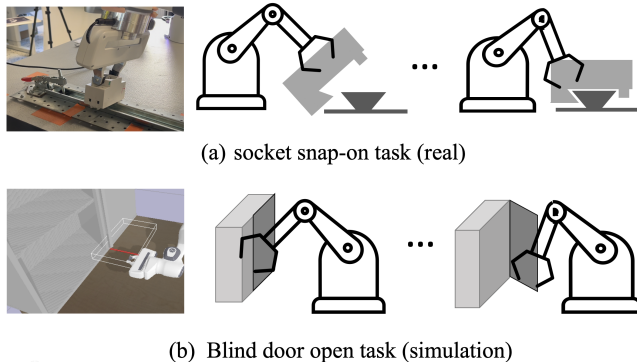 (a) socket snap-on task (real)
(b) Blind door open task (simulation)